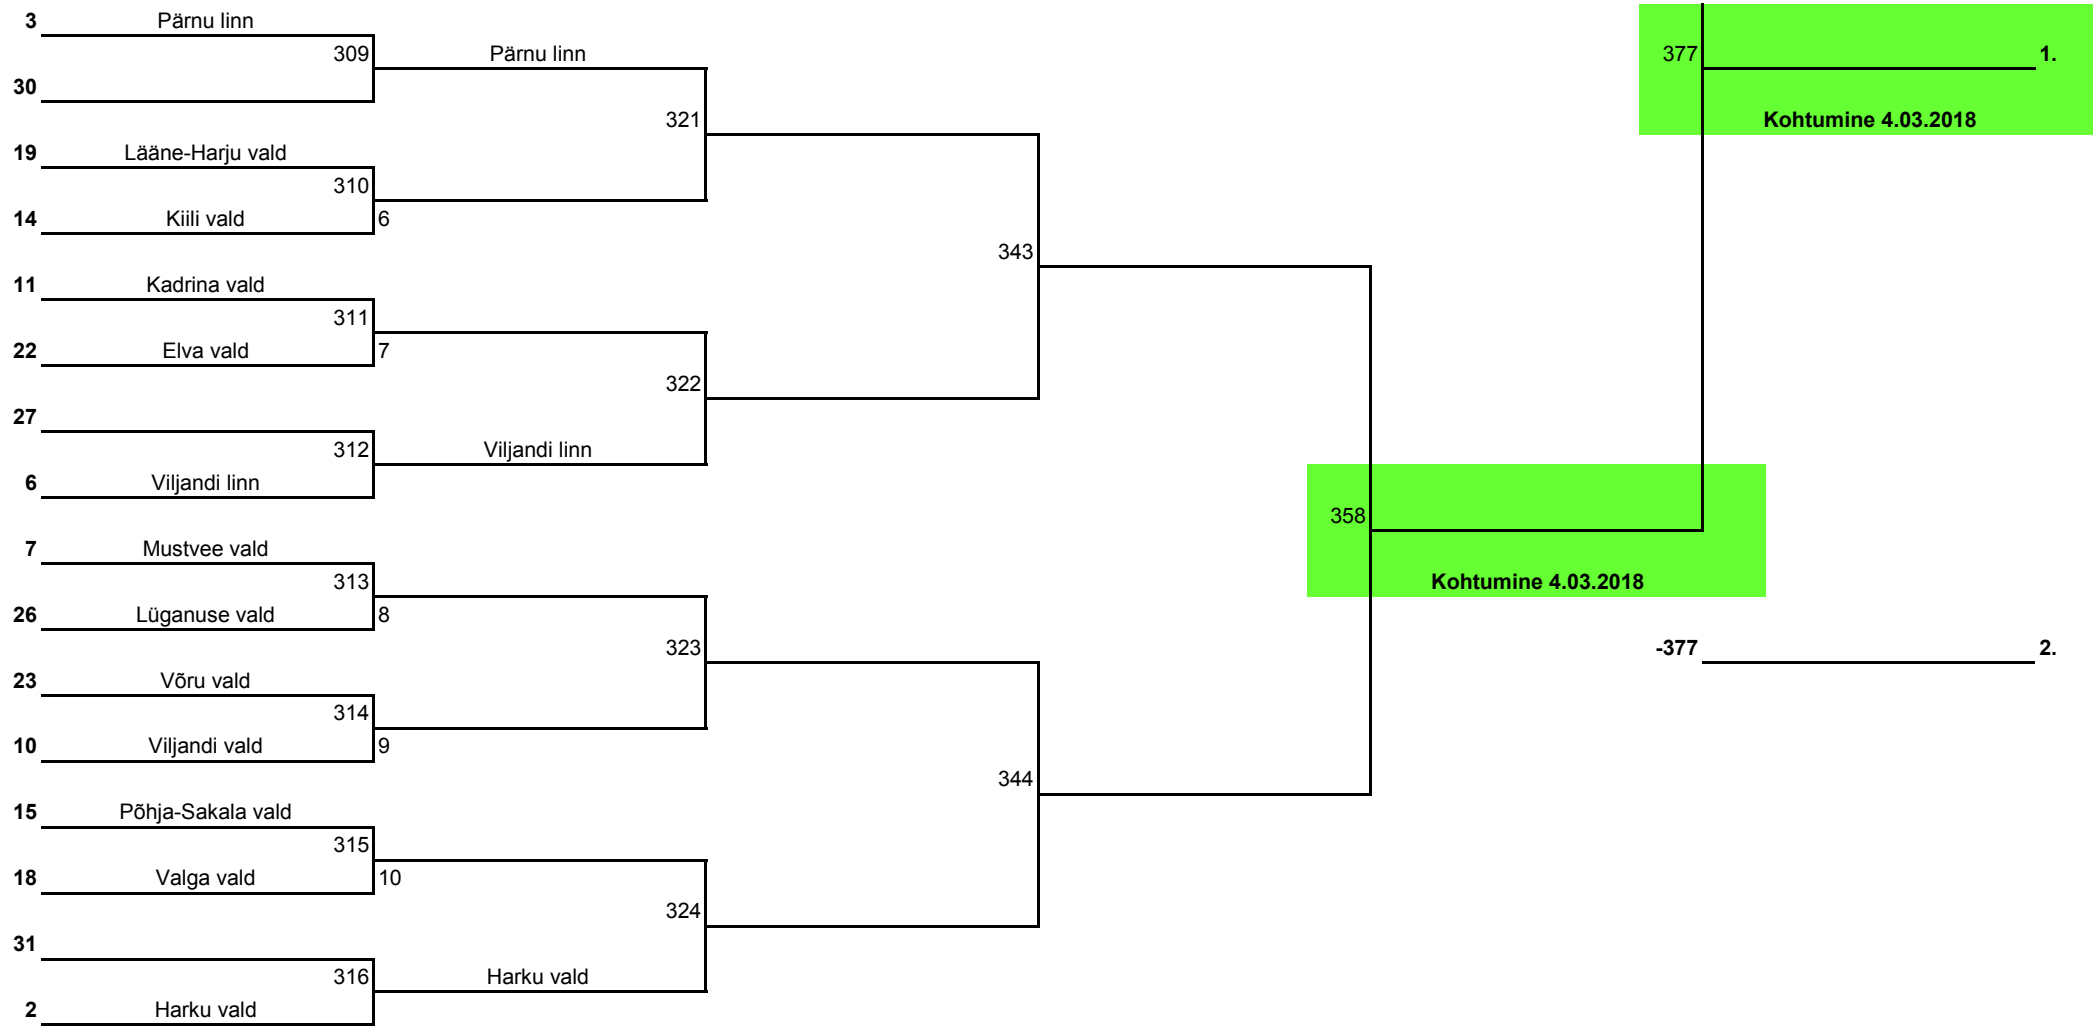 3 Pärnu linn
309 Pärnu linn
30
321
19 Lääne-Harju vald
310
14 Kiili vald 6
343
11 Kadrina vald
311
22 Elva vald 7
322
27
312 Viljandi linn
6 Viljandi linn
358
Kohtumine 4.03.2018
7 Mustvee vald
313
26 Lüganuse vald 8
323
23 Võru vald
314
10 Viljandi vald 9
344
15 Põhja-Sakala vald
315
18 Valga vald 10
324
31
316 Harku vald
2 Harku vald
377 1.
Kohtumine 4.03.2018
-377 2.